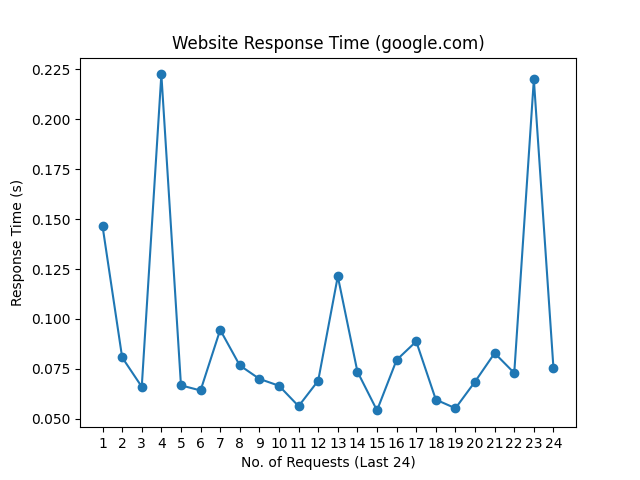 Website Response Time (google.com)
0.225
0.200
0.175
0.150
0.125
0.100
0.075
0.050
Response Time (s)
1 2 3 4 5 6 7 8 9 10 11 12 13 14 15 16 17 18 19 20 21 22 23 24
No. of Requests (Last 24)